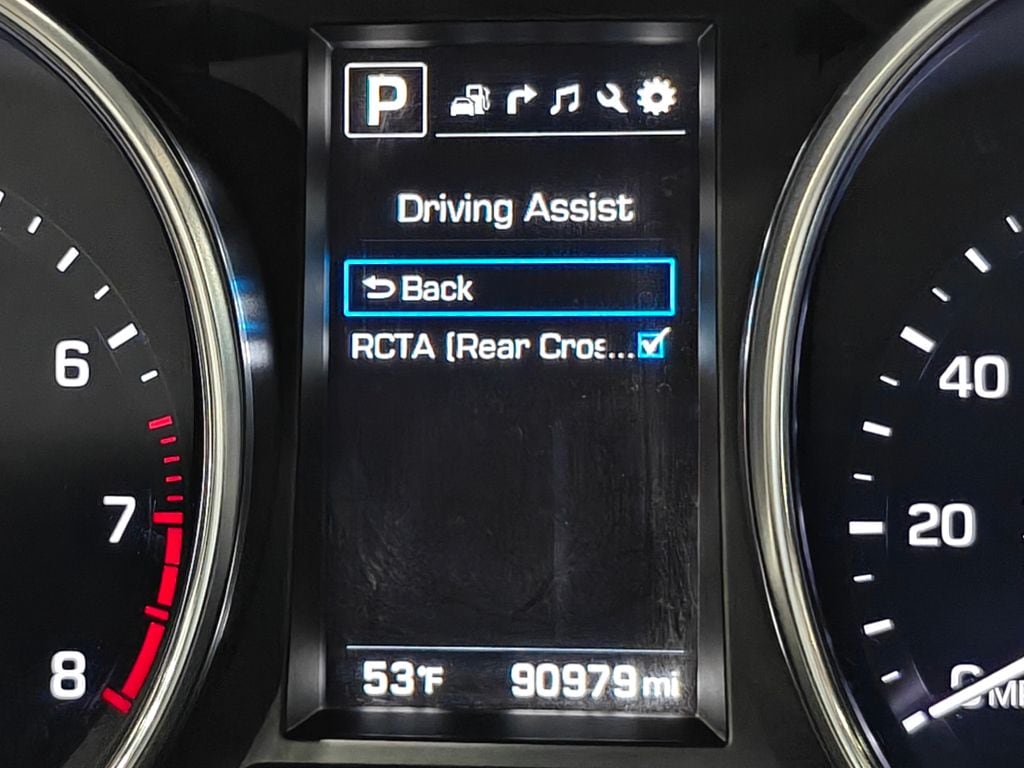 P
Driving Assist
Back
RCTA (Rear Cros...
53°F 90979 mi
6
7
8
40
20